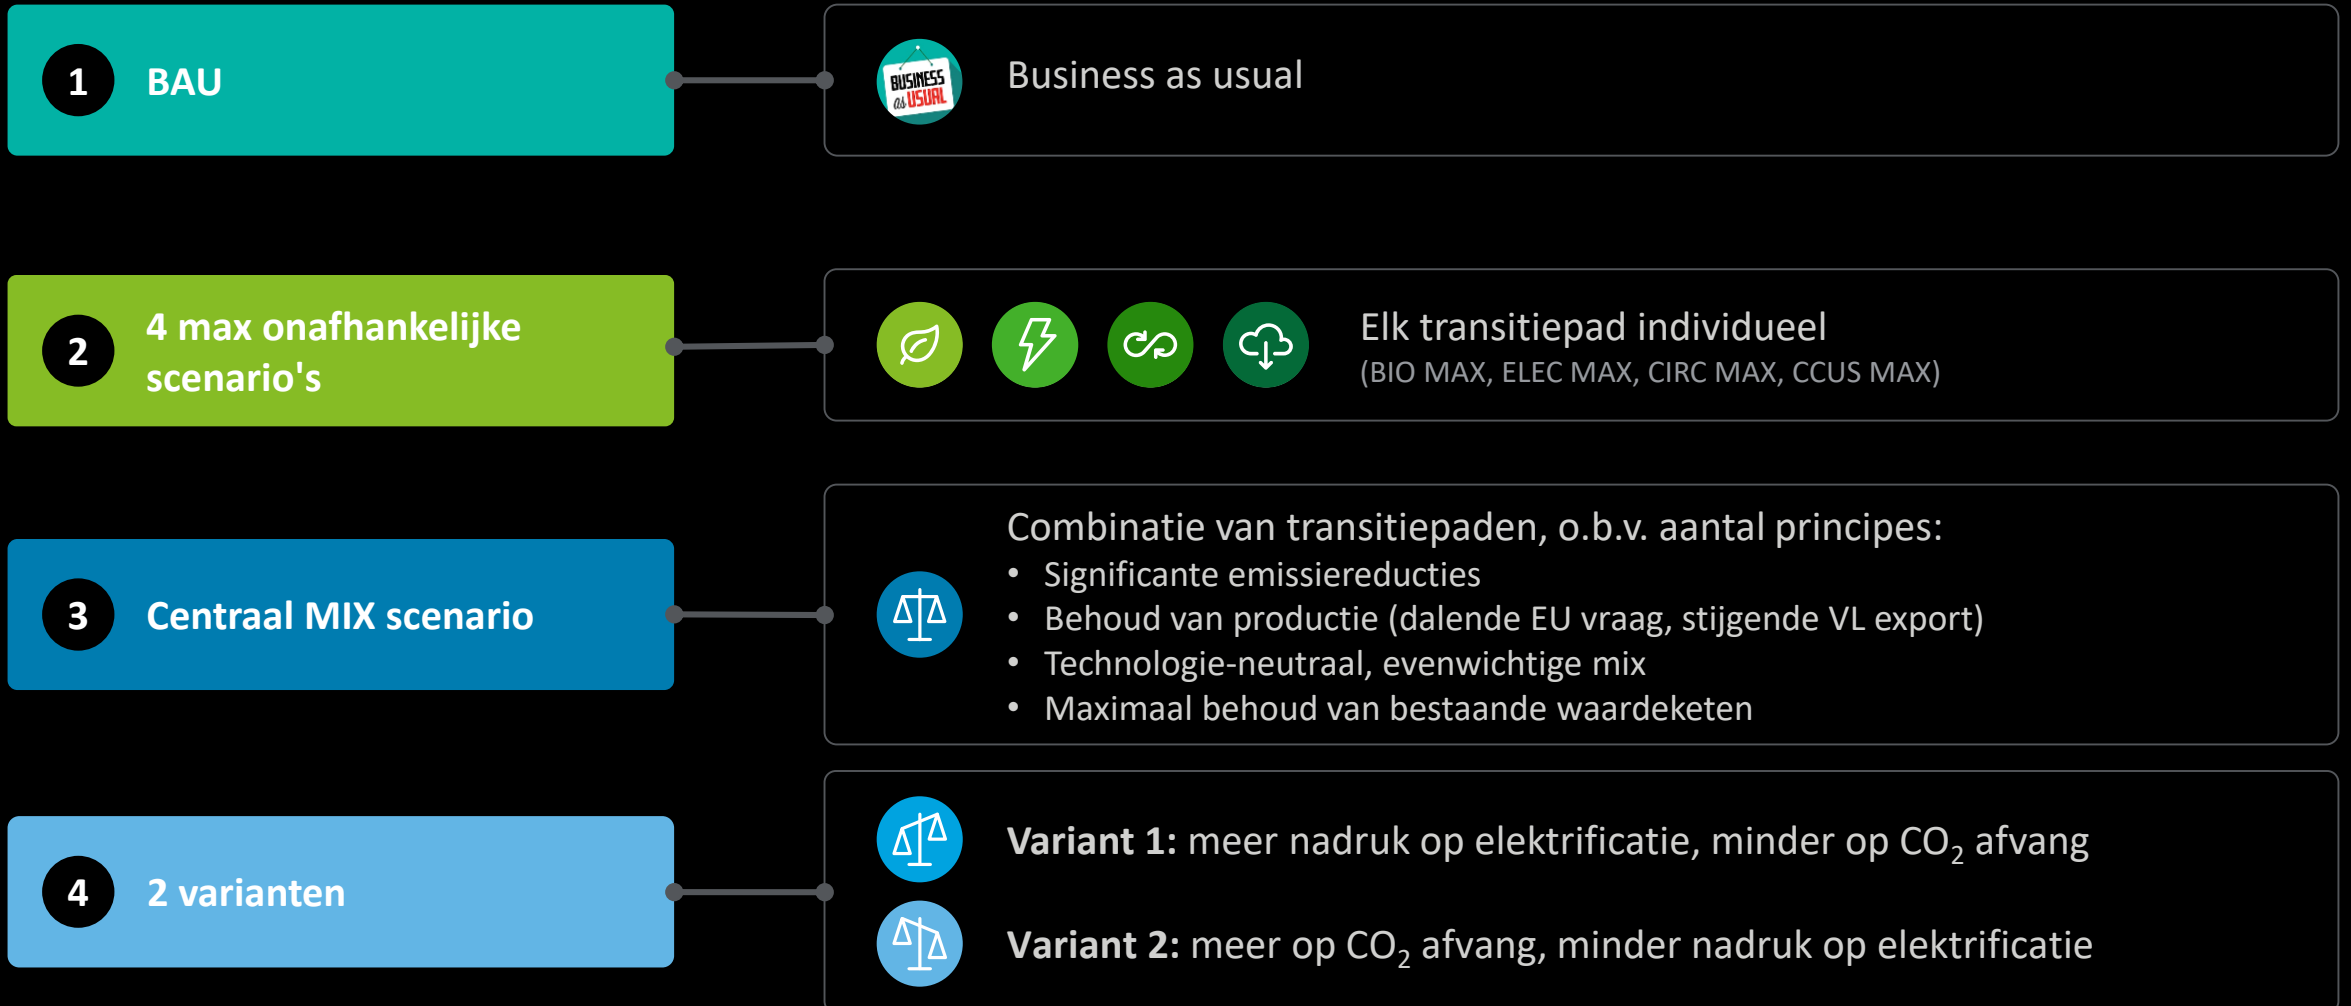 1 BAU
BUSINESS
as USUAL
Business as usual
2 4 max onafhankelijke
scenario's
Elk transitiepad individueel
(BIO MAX, ELEC MAX, CIRC MAX, CCUS MAX)
3 Centraal MIX scenario
Combinatie van transitiepaden, o.b.v. aantal principes:
• Significante emissiereducties
• Behoud van productie (dalende EU vraag, stijgende VL export)
• Technologie-neutraal, evenwichtige mix
• Maximaal behoud van bestaande waardeketen
4 2 varianten
Variant 1: meer nadruk op elektrificatie, minder op CO₂ afvang
Variant 2: meer op CO₂ afvang, minder nadruk op elektrificatie